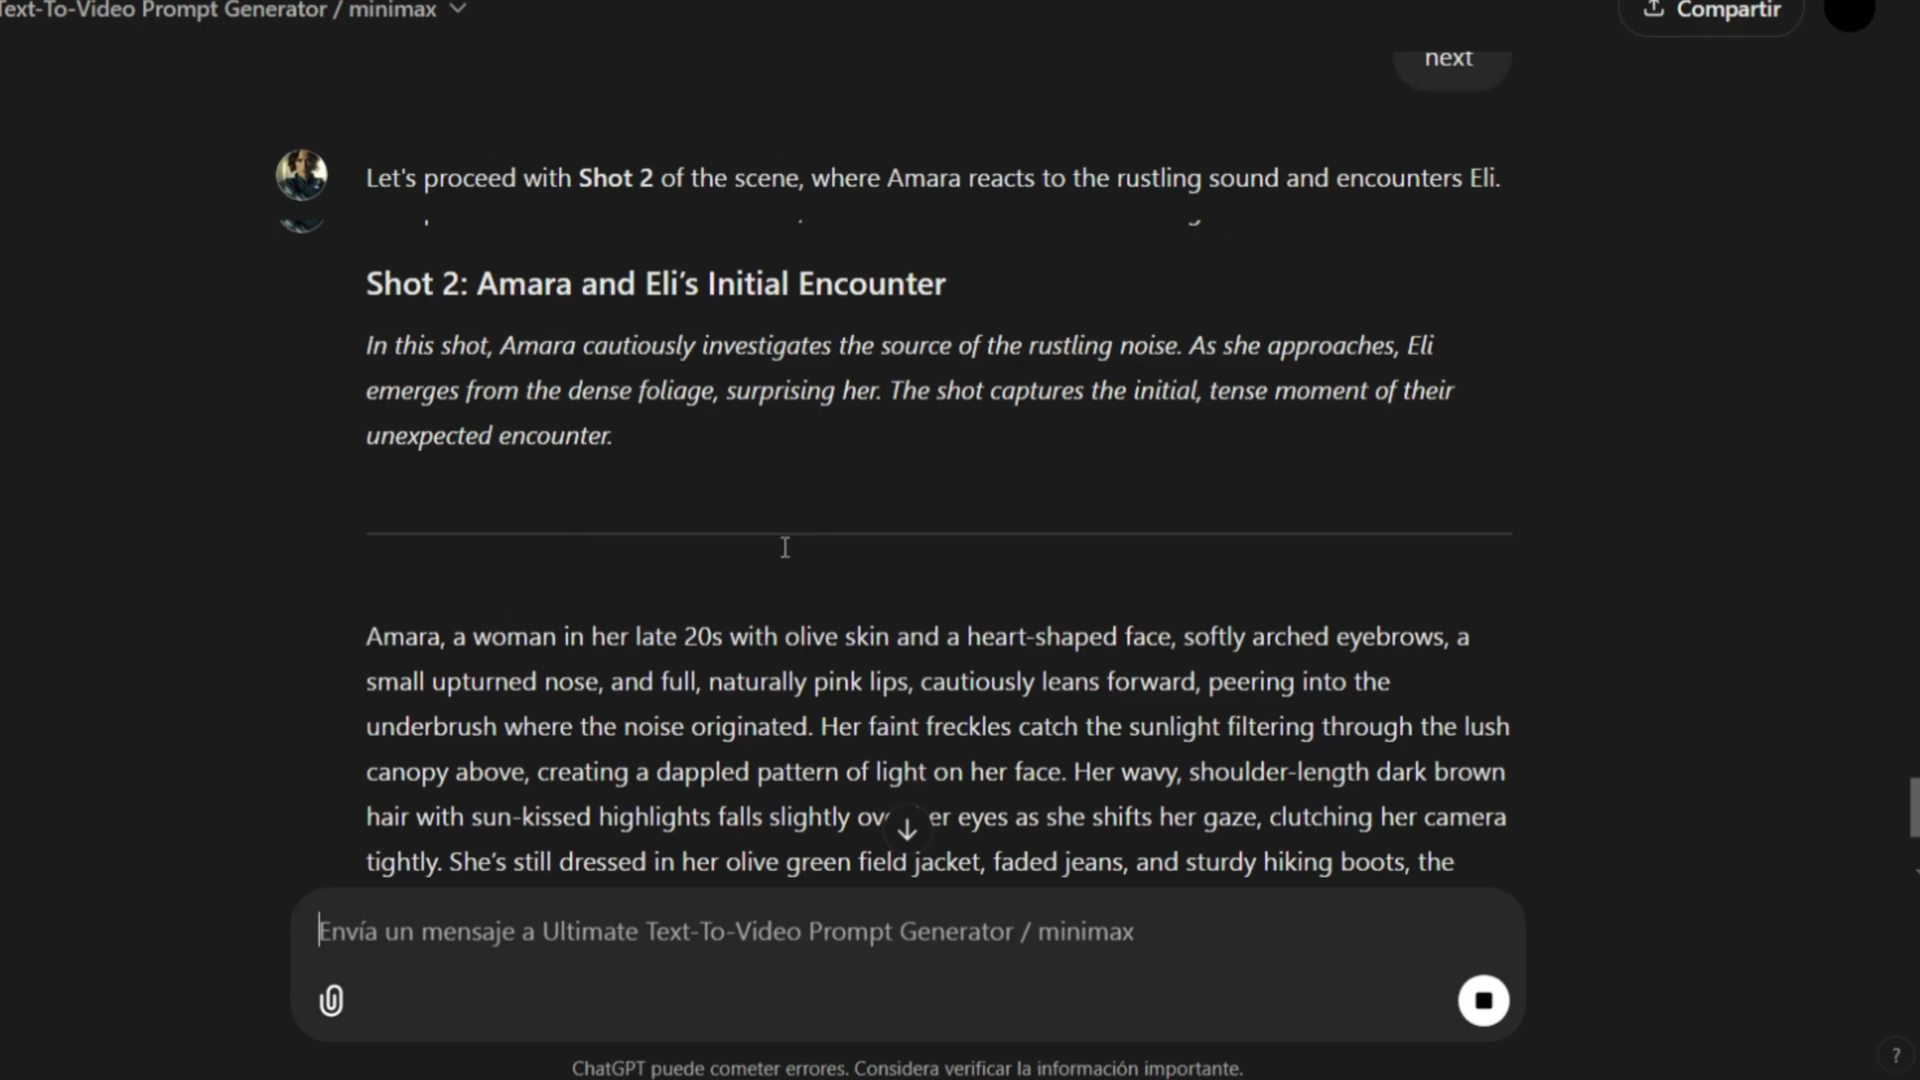 Text-To-Video Prompt Generator / minimax
Compartir
next
Let's proceed with Shot 2 of the scene, where Amara reacts to the rustling sound and encounters Eli.
Shot 2: Amara and Eli’s Initial Encounter
In this shot, Amara cautiously investigates the source of the rustling noise. As she approaches, Eli
emerges from the dense foliage, surprising her. The shot captures the initial, tense moment of their
unexpected encounter.
Amara, a woman in her late 20s with olive skin and a heart-shaped face, softly arched eyebrows, a
small upturned nose, and full, naturally pink lips, cautiously leans forward, peering into the
underbrush where the noise originated. Her faint freckles catch the sunlight filtering through the lush
canopy above, creating a dappled pattern of light on her face. Her wavy, shoulder-length dark brown
hair with sun-kissed highlights falls slightly ov er eyes as she shifts her gaze, clutching her camera
tightly. She’s still dressed in her olive green field jacket, faded jeans, and sturdy hiking boots, the
Envía un mensaje a Ultimate Text-To-Video Prompt Generator / minimax
ChatGPT puede cometer errores. Considera verificar la información importante.
?